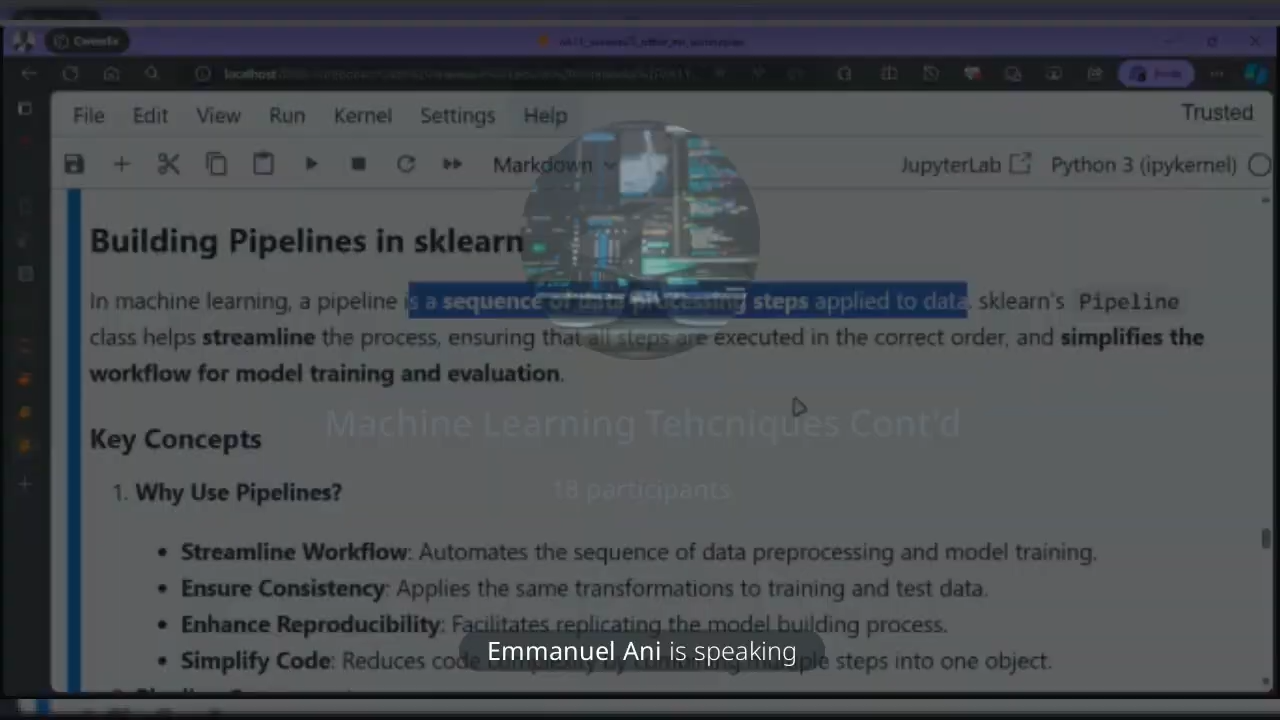 localhost
File Edit View Run Kernel Settings Help Trusted
Markdown JupyterLab Python 3 (ipykernel)
Building Pipelines in sklearn
In machine learning, a pipeline is a sequence of data processing steps applied to data. sklearn's Pipeline
class helps streamline the process, ensuring that all steps are executed in the correct order, and simplifies the
workflow for model training and evaluation.
Machine Learning Tehcniques Cont'd
Key Concepts
18 participants
1. Why Use Pipelines?
• Streamline Workflow: Automates the sequence of data preprocessing and model training.
• Ensure Consistency: Applies the same transformations to training and test data.
• Enhance Reproducibility: Facilitates replicating the model building process.
Emmanuel Ani is speaking
• Simplify Code: Reduces code complexity by combining multiple steps into one object.